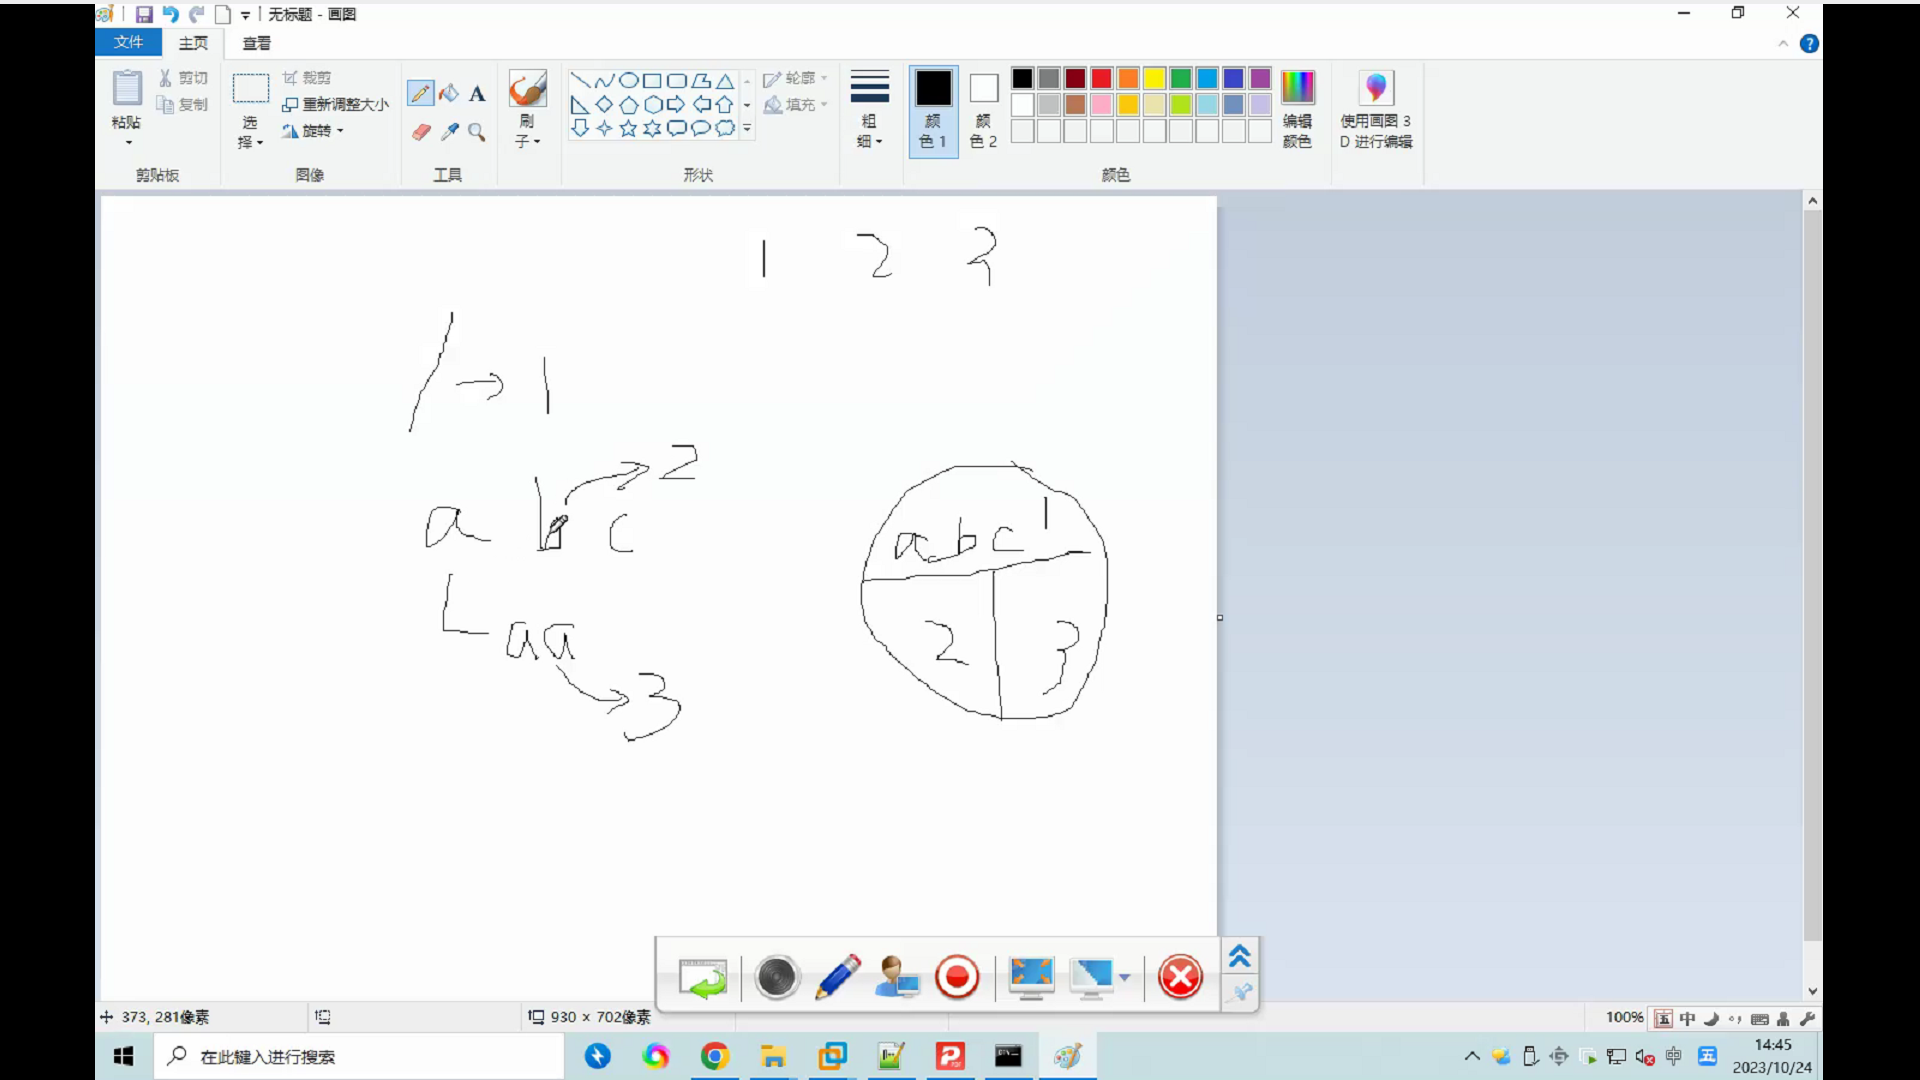 无标题 - 画图
文件 主页 查看
粘贴
剪切
复制
剪贴板
选择
裁剪
重新调整大小
旋转
图像
A
工具
刷子
形状
轮廓
填充
粗细
颜色 1
颜色 2
颜色
编辑颜色
使用画图 3D 进行编辑
1 2 3
/ → 1
2
a b c
aa
3
abc 1
2 3
373, 281像素
930 × 702像素
100%
五 中
在此键入进行搜索
中 五
14:45
2023/10/24